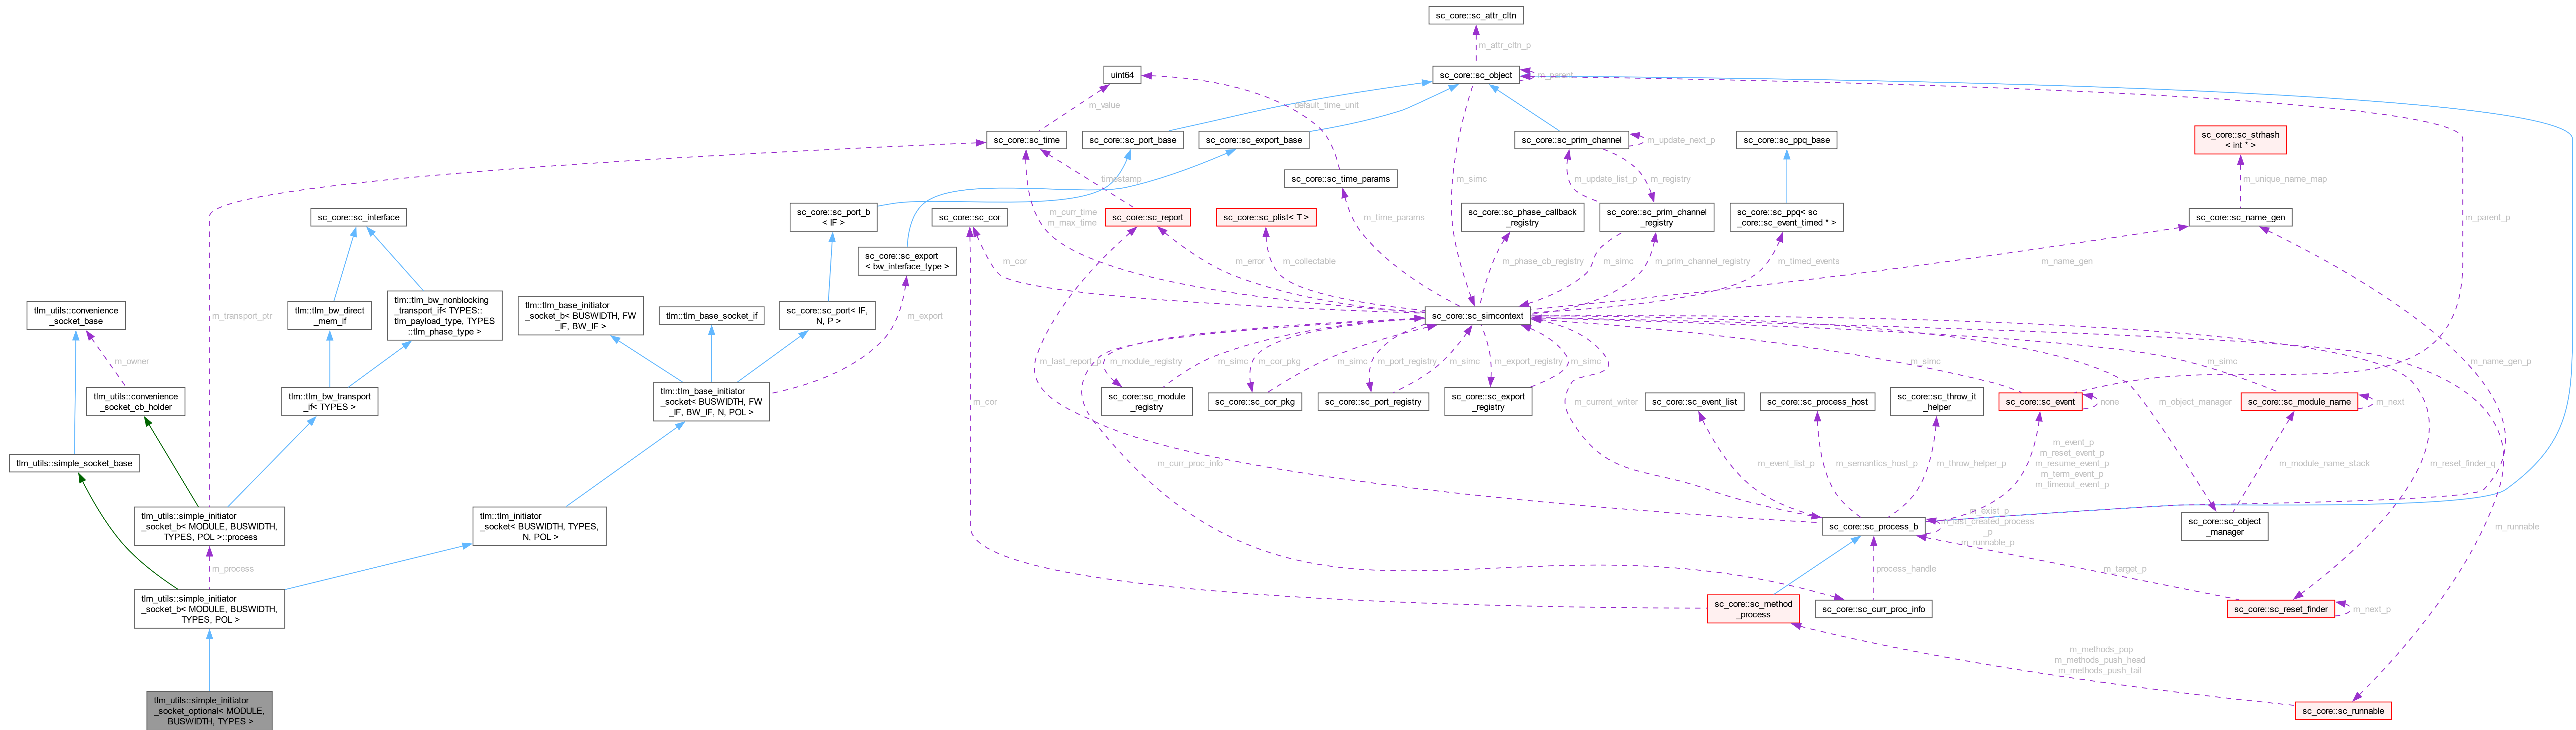 sc_core::sc_attr_cltn
m_attr_cltn_p
uint64
sc_core::sc_object
m_parent
m_value
default_time_unit
sc_core::sc_time
sc_core::sc_port_base
sc_core::sc_export_base
sc_core::sc_prim_channel
m_update_next_p
sc_core::sc_ppq_base
sc_core::sc_strhash
< int * >
timestamp
sc_core::sc_time_params
m_simc
m_update_list_p
m_registry
m_unique_name_map
sc_core::sc_interface
sc_core::sc_port_b
< IF >
sc_core::sc_cor
m_curr_time
m_max_time
sc_core::sc_report
sc_core::sc_plist< T >
m_time_params
sc_core::sc_phase_callback
_registry
sc_core::sc_prim_channel
_registry
sc_core::sc_ppq< sc
_core::sc_event_timed * >
sc_core::sc_name_gen
m_parent_p
sc_core::sc_export
< bw_interface_type >
m_cor
m_error
m_collectable
m_phase_cb_registry
m_simc
m_prim_channel_registry
m_timed_events
m_name_gen
tlm_utils::convenience
_socket_base
m_transport_ptr
tlm::tlm_bw_direct
_mem_if
tlm::tlm_bw_nonblocking
_transport_if< TYPES::
tlm_payload_type, TYPES
::tlm_phase_type >
tlm::tlm_base_initiator
_socket_b< BUSWIDTH, FW
_IF, BW_IF >
tlm::tlm_base_socket_if
sc_core::sc_port< IF,
N, P >
m_export
sc_core::sc_simcontext
m_owner
m_last_report_p
m_module_registry
m_simc
m_cor_pkg
m_simc
m_port_registry
m_simc
m_export_registry
m_simc
m_simc
m_simc
m_name_gen_p
tlm_utils::convenience
_socket_cb_holder
tlm::tlm_bw_transport
_if< TYPES >
tlm::tlm_base_initiator
_socket< BUSWIDTH, FW
_IF, BW_IF, N, POL >
m_cor
sc_core::sc_module
_registry
sc_core::sc_cor_pkg
sc_core::sc_port_registry
sc_core::sc_export
_registry
m_current_writer
sc_core::sc_event_list
sc_core::sc_process_host
sc_core::sc_throw_it
_helper
sc_core::sc_event
none
m_object_manager
sc_core::sc_module_name
m_next
tlm_utils::simple_socket_base
m_curr_proc_info
m_event_list_p
m_semantics_host_p
m_throw_helper_p
m_event_p
m_reset_event_p
m_resume_event_p
m_term_event_p
m_timeout_event_p
m_module_name_stack
m_reset_finder_q
tlm_utils::simple_initiator
_socket_b< MODULE, BUSWIDTH,
TYPES, POL >::process
tlm::tlm_initiator
_socket< BUSWIDTH, TYPES,
N, POL >
sc_core::sc_process_b
m_exist_p
m_last_created_process
_p
m_runnable_p
sc_core::sc_object
_manager
m_runnable
m_process
process_handle
m_target_p
tlm_utils::simple_initiator
_socket_b< MODULE, BUSWIDTH,
TYPES, POL >
sc_core::sc_method
_process
sc_core::sc_curr_proc_info
sc_core::sc_reset_finder
m_next_p
m_methods_pop
m_methods_push_head
m_methods_push_tail
tlm_utils::simple_initiator
_socket_optional< MODULE,
BUSWIDTH, TYPES >
sc_core::sc_runnable